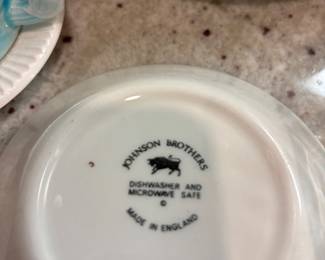 JOHNSON BROTHERS
DISHWASHER AND
MICROWAVE SAFE
©
MADE IN ENGLAND